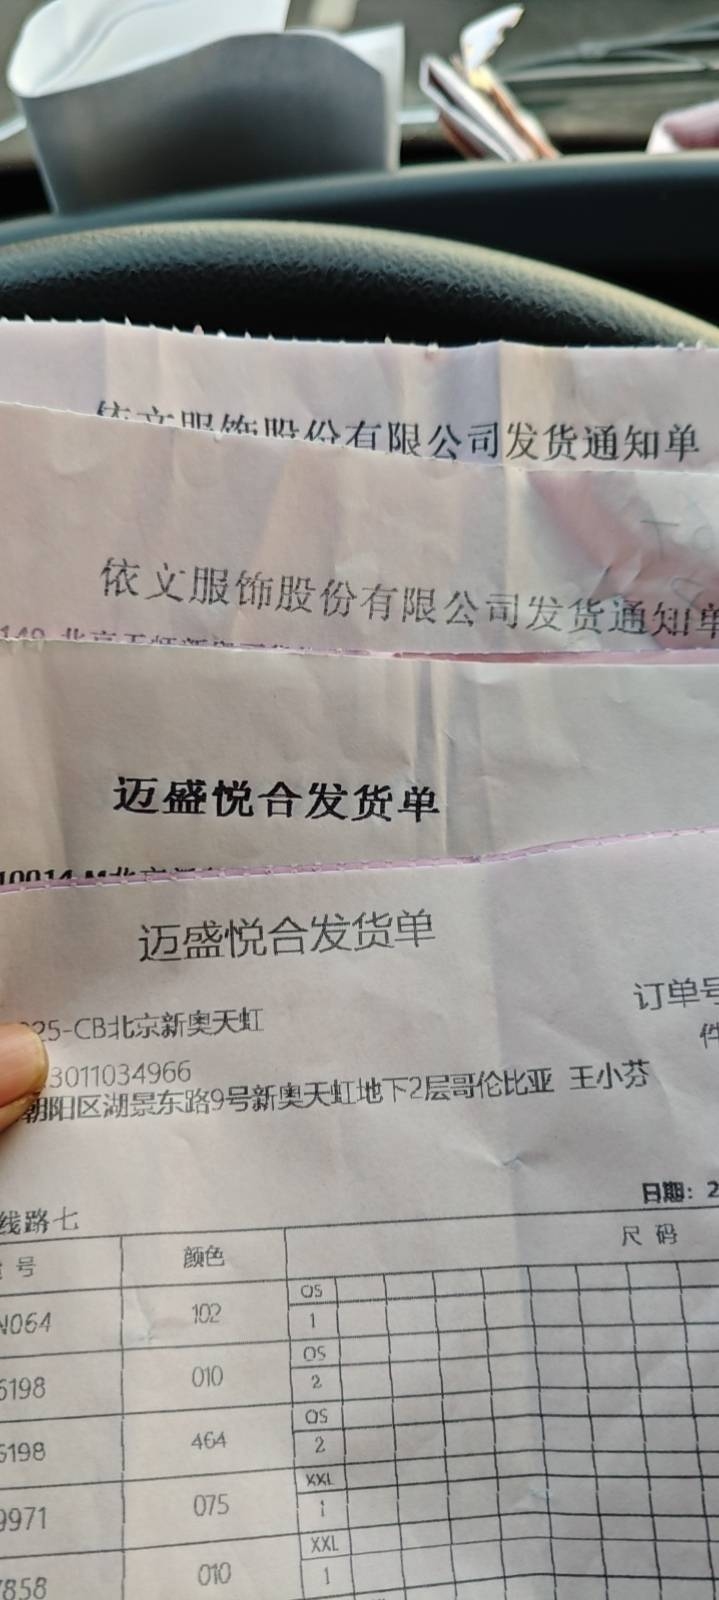 依文服饰股份有限公司发货通知单
依文服饰股份有限公司发货通知单
迈盛悦合发货单
迈盛悦合发货单
订单号
25-CB北京新奥天虹
件
3011034966
朝阳区湖景东路9号新奥天虹地下2层哥伦比亚 王小芬
日期：2
线路七
号 颜色 尺 码
N064 102 OS
1
6198 010 OS
2
6198 464 OS
2
9971 075 XXL
1
7858 010 XXL
1